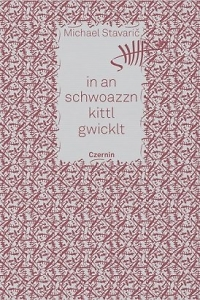 Michael Stavarič
in an
schwoazzn
kittl
gwicklt
Czernin